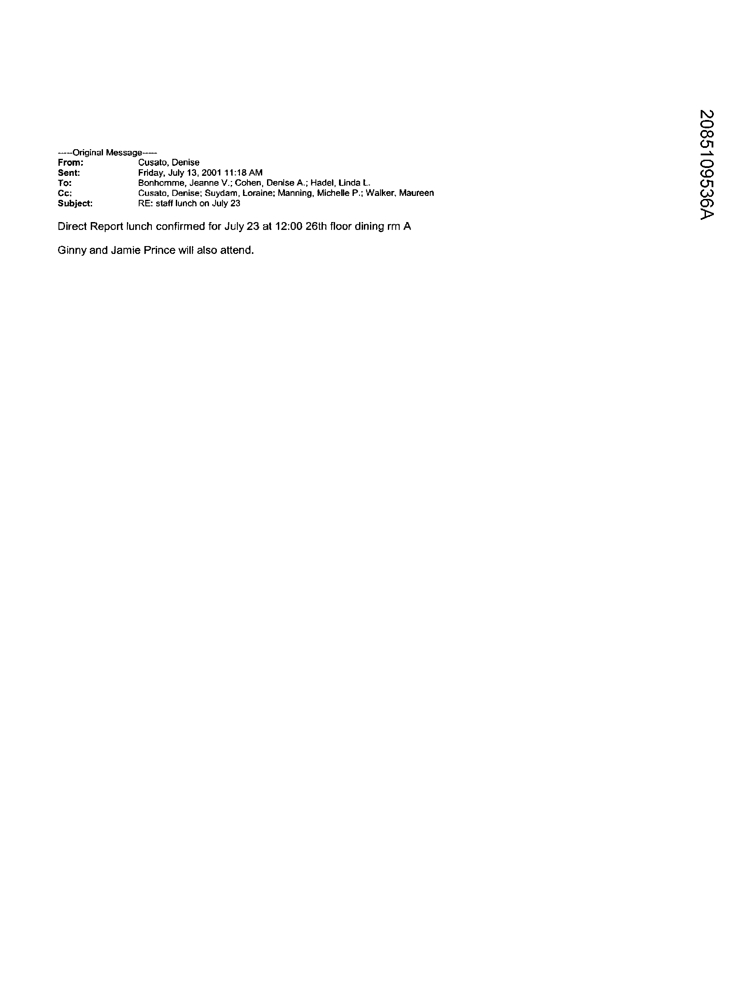 -----Original Message-----
From: Cusato, Denise
Sent: Friday, July 13, 2001 11:18 AM
To: Bonhomme, Jeanne V.; Cohen, Denise A.; Hadel, Linda L.
Cc: Cusato, Denise; Suydam, Loraine; Manning, Michelle P.; Walker, Maureen
Subject: RE: staff lunch on July 23
Direct Report lunch confirmed for July 23 at 12:00 26th floor dining rm A
Ginny and Jamie Prince will also attend.
2085109536A